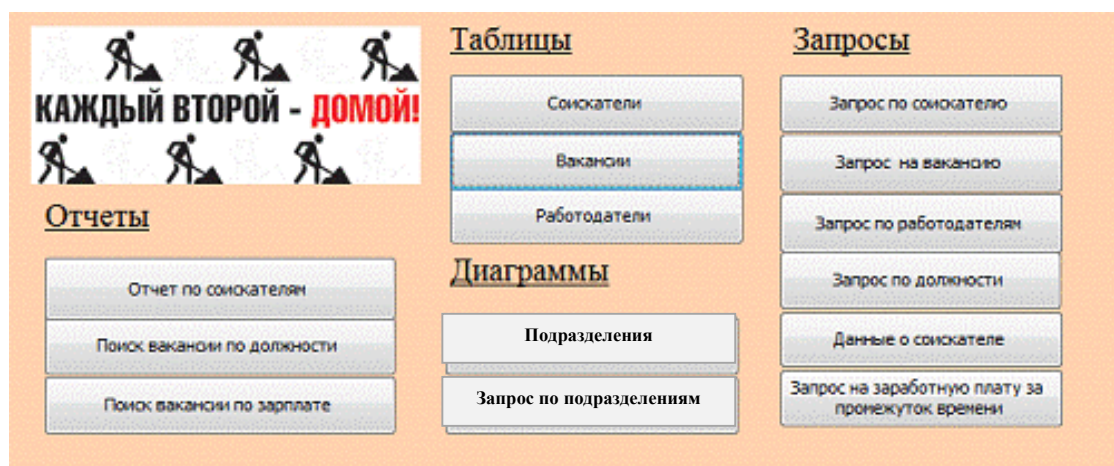 КАЖДЫЙ ВТОРОЙ - ДОМОЙ!
Отчеты
Отчет по соискателям
Поиск вакансии по должности
Поиск вакансии по зарплате
Таблицы
Соискатели
Вакансии
Работодатели
Диаграммы
Подразделения
Запрос по подразделениям
Запросы
Запрос по соискателю
Запрос на вакансию
Запрос по работодателям
Запрос по должности
Данные о соискателе
Запрос на заработную плату за
промежуток времени